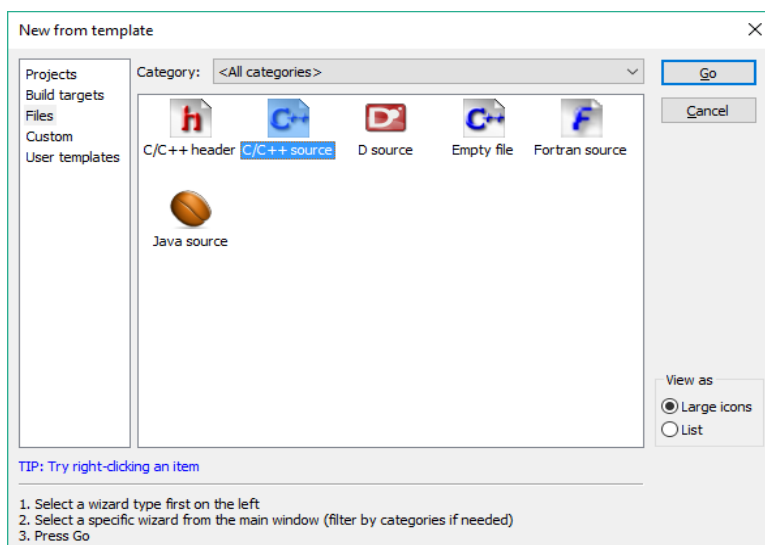 New from template
Projects
Build targets
Files
Custom
User templates
Category: <All categories>
Go
Cancel
h C++ D C++ F
C/C++ header C/C++ source D source Empty file Fortran source
Java source
View as
Large icons
List
TIP: Try right-clicking an item
1. Select a wizard type first on the left
2. Select a specific wizard from the main window (filter by categories if needed)
3. Press Go